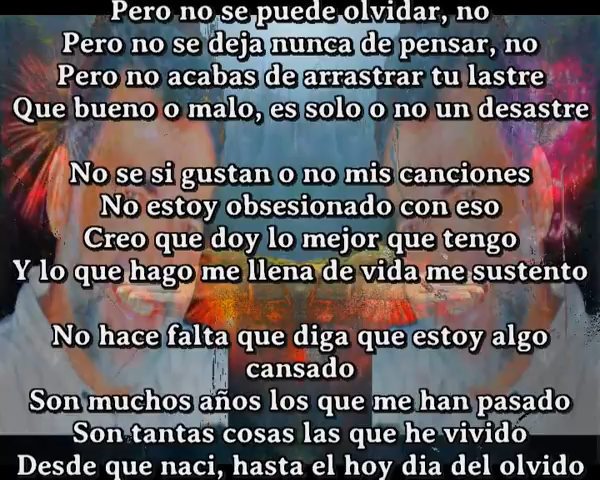 Pero no se puede olvidar, no
Pero no se deja nunca de pensar, no
Pero no acabas de arrastrar tu lastre
Que bueno o malo, es solo o no un desastre
No se si gustan o no mis canciones
No estoy obsesionado con eso
Creo que doy lo mejor que tengo
Y lo que hago me llena de vida me sustento
No hace falta que diga que estoy algo
cansado
Son muchos años los que me han pasado
Son tantas cosas las que he vivido
Desde que naci, hasta el hoy dia del olvido